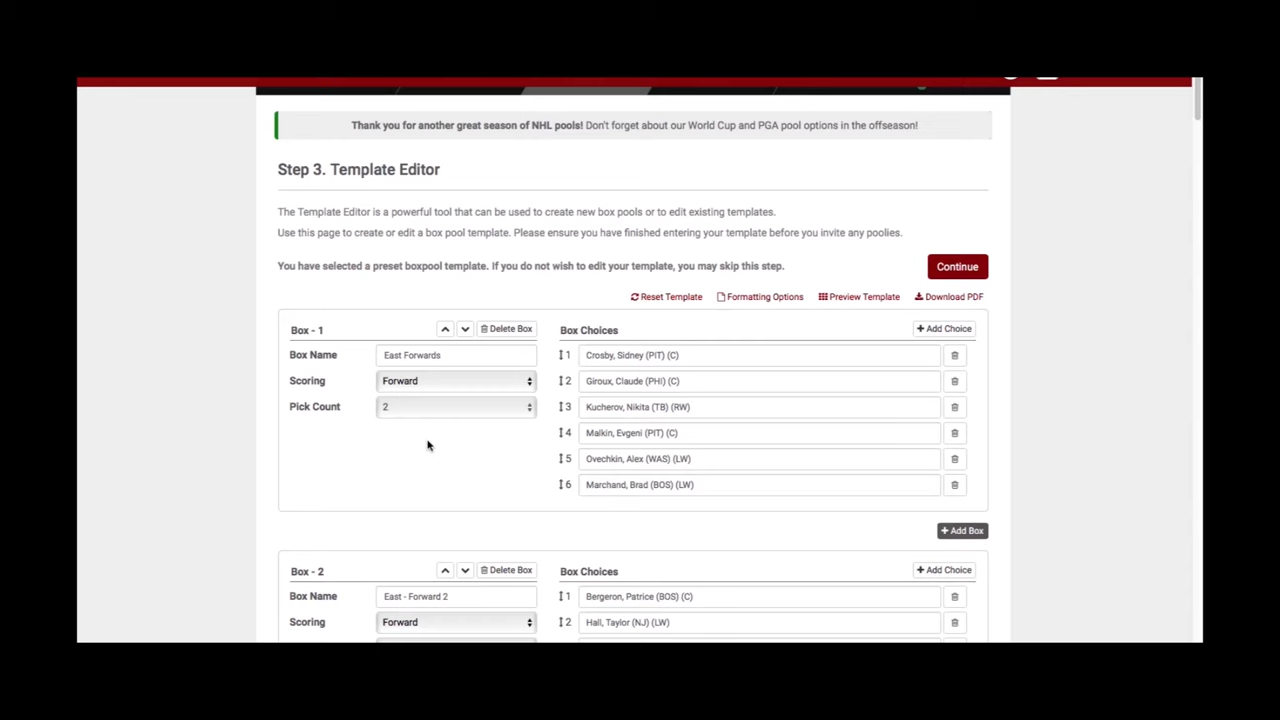 Thank you for another great season of NHL pools! Don't forget about our World Cup and PGA pool options in the offseason!
Step 3. Template Editor
The Template Editor is a powerful tool that can be used to create new box pools or to edit existing templates.
Use this page to create or edit a box pool template. Please ensure you have finished entering your template before you invite any poolies.
You have selected a preset boxpool template. If you do not wish to edit your template, you may skip this step.
Continue
Reset Template Formatting Options Preview Template Download PDF
Box - 1 Delete Box
Box Name East Forwards
Scoring Forward
Pick Count 2
Box Choices + Add Choice
1 Crosby, Sidney (PIT) (C)
2 Giroux, Claude (PHI) (C)
3 Kucherov, Nikita (TB) (RW)
4 Malkin, Evgeni (PIT) (C)
5 Ovechkin, Alex (WAS) (LW)
6 Marchand, Brad (BOS) (LW)
+ Add Box
Box - 2 Delete Box
Box Name East - Forward 2
Scoring Forward
Box Choices + Add Choice
1 Bergeron, Patrice (BOS) (C)
2 Hall, Taylor (NJ) (LW)